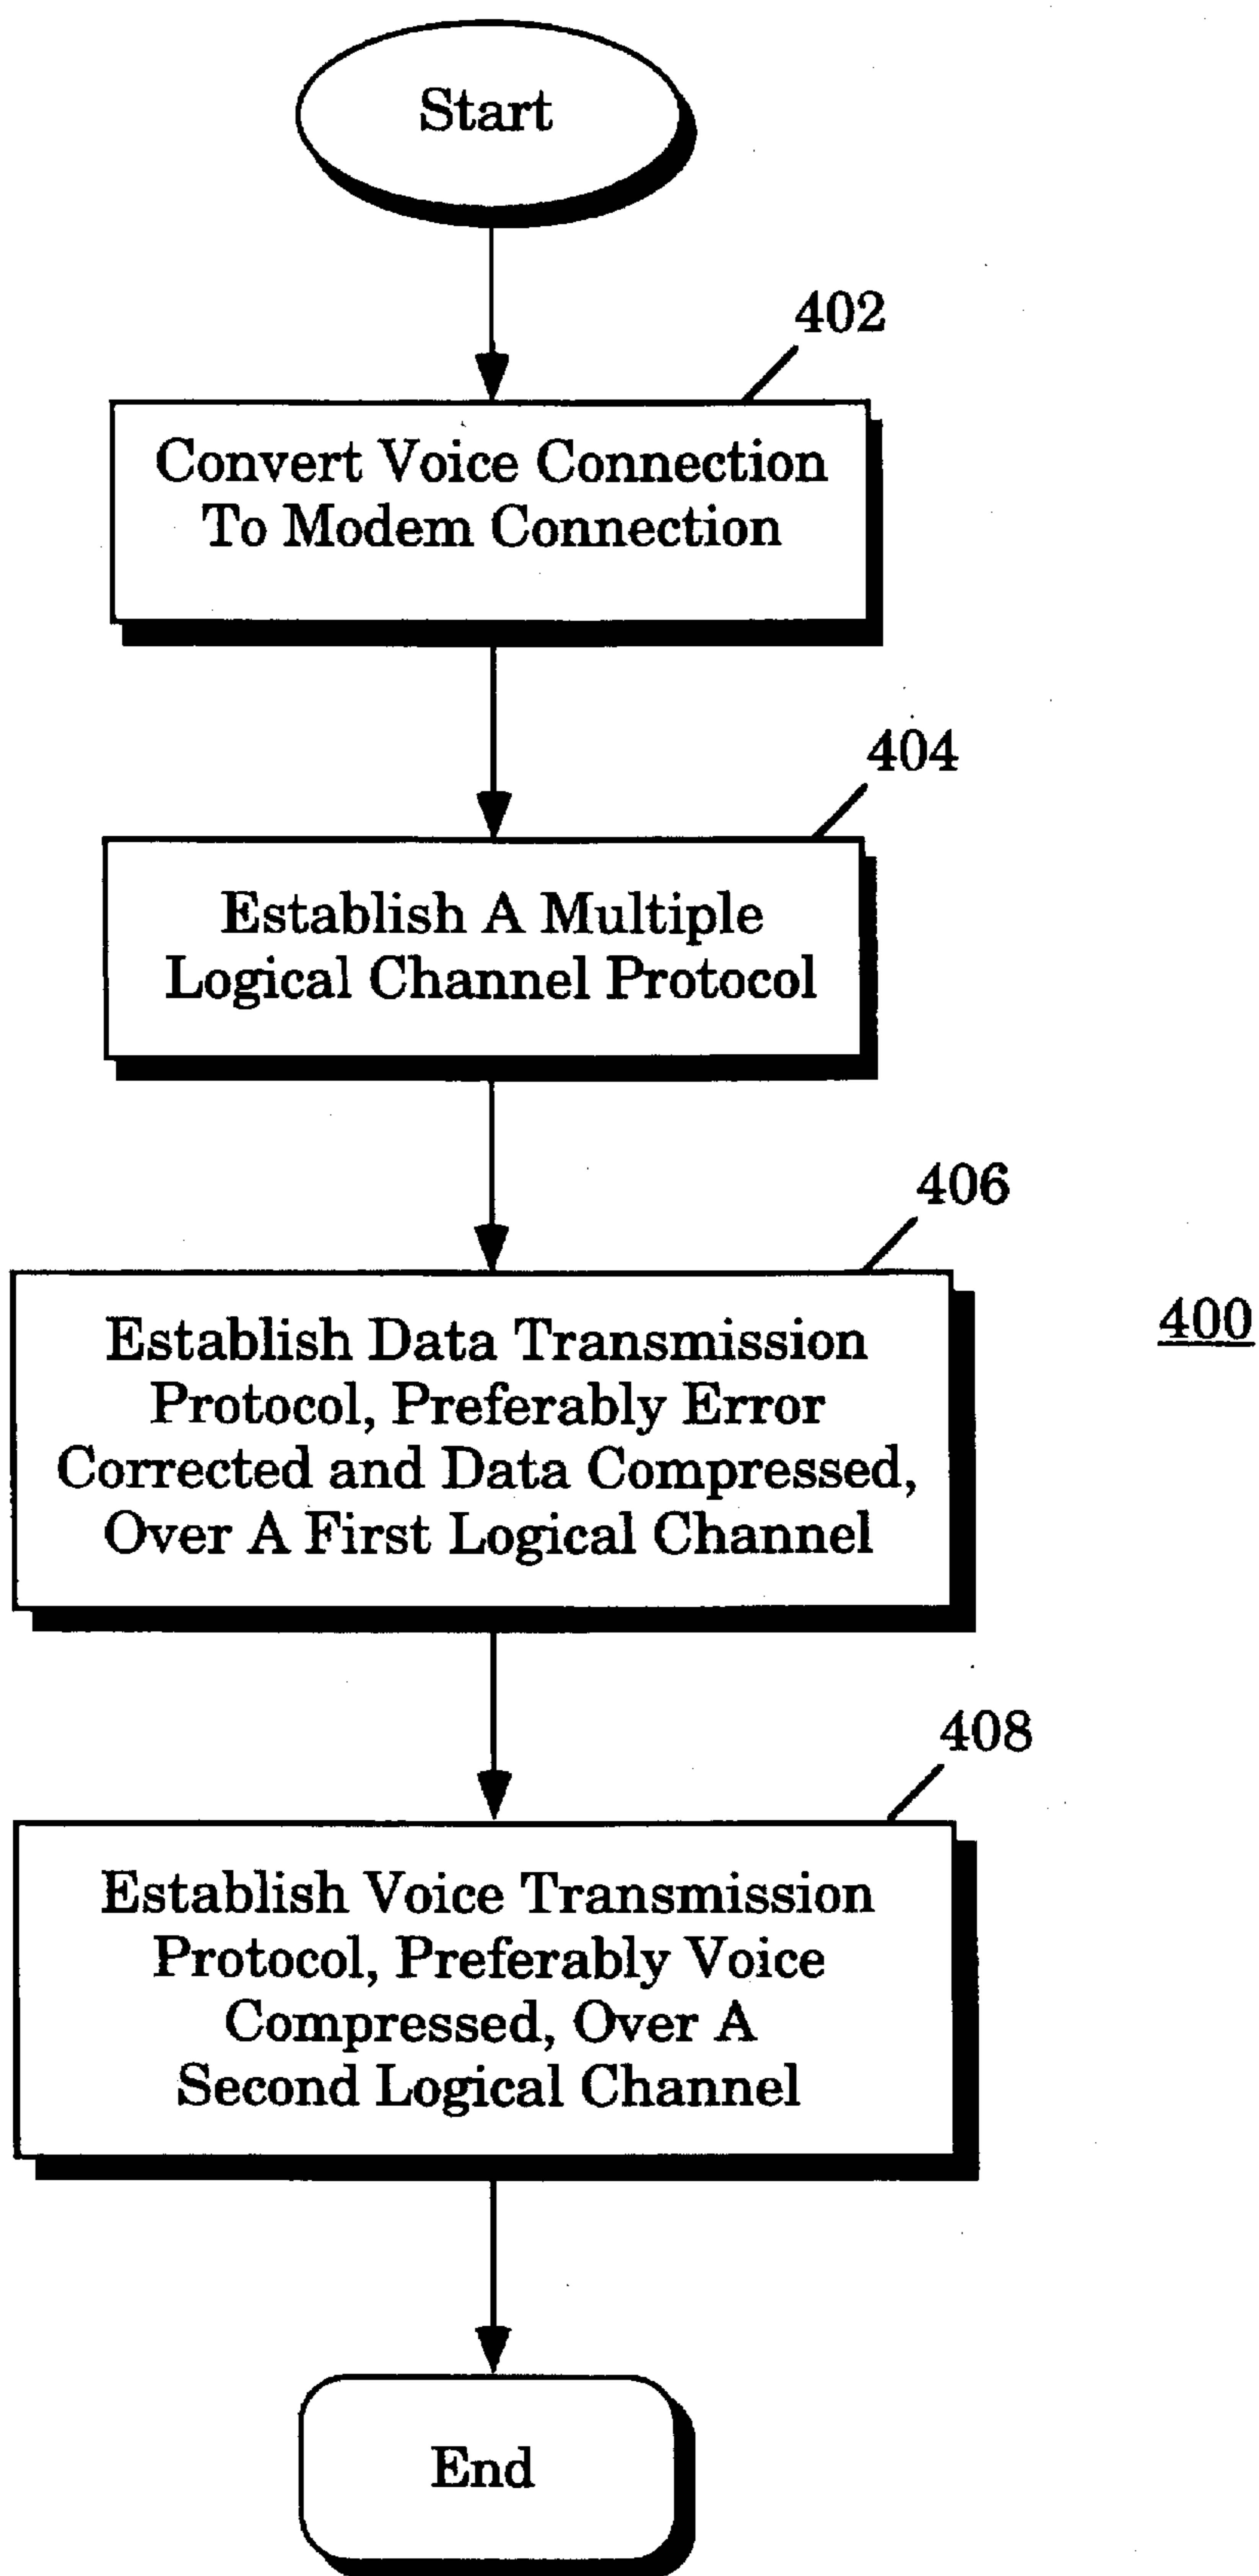 Start
402
Convert Voice Connection
To Modem Connection
404
Establish A Multiple
Logical Channel Protocol
406
Establish Data Transmission
Protocol, Preferably Error
Corrected and Data Compressed,
Over A First Logical Channel
400
408
Establish Voice Transmission
Protocol, Preferably Voice
Compressed, Over A
Second Logical Channel
End